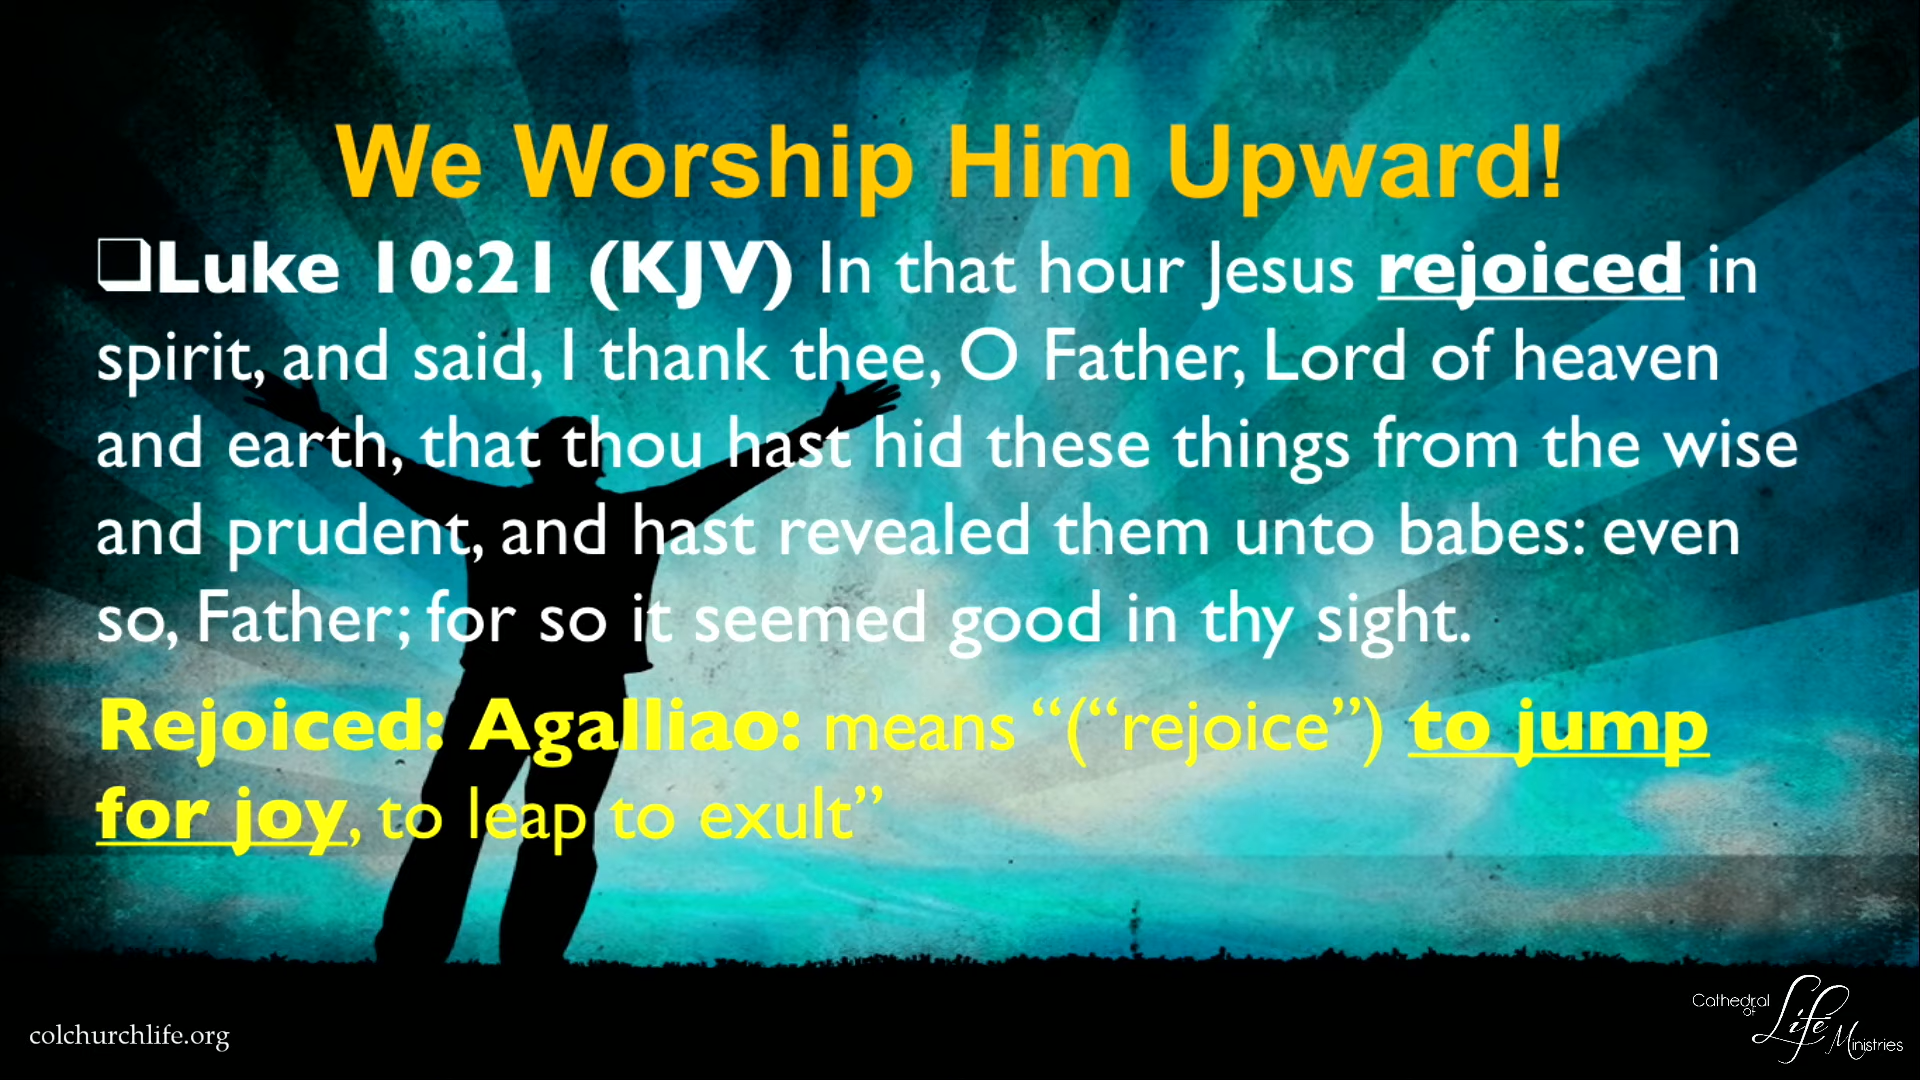 We Worship Him Upward!
❑Luke 10:21 (KJV) In that hour Jesus rejoiced in
spirit, and said, I thank thee, O Father, Lord of heaven
and earth, that thou hast hid these things from the wise
and prudent, and hast revealed them unto babes: even
so, Father; for so it seemed good in thy sight.
Rejoiced: Agalliao: means “(“rejoice”) to jump
for joy, to leap to exult”
colchurchlife.org
Cathedral
OF
Life
Ministries